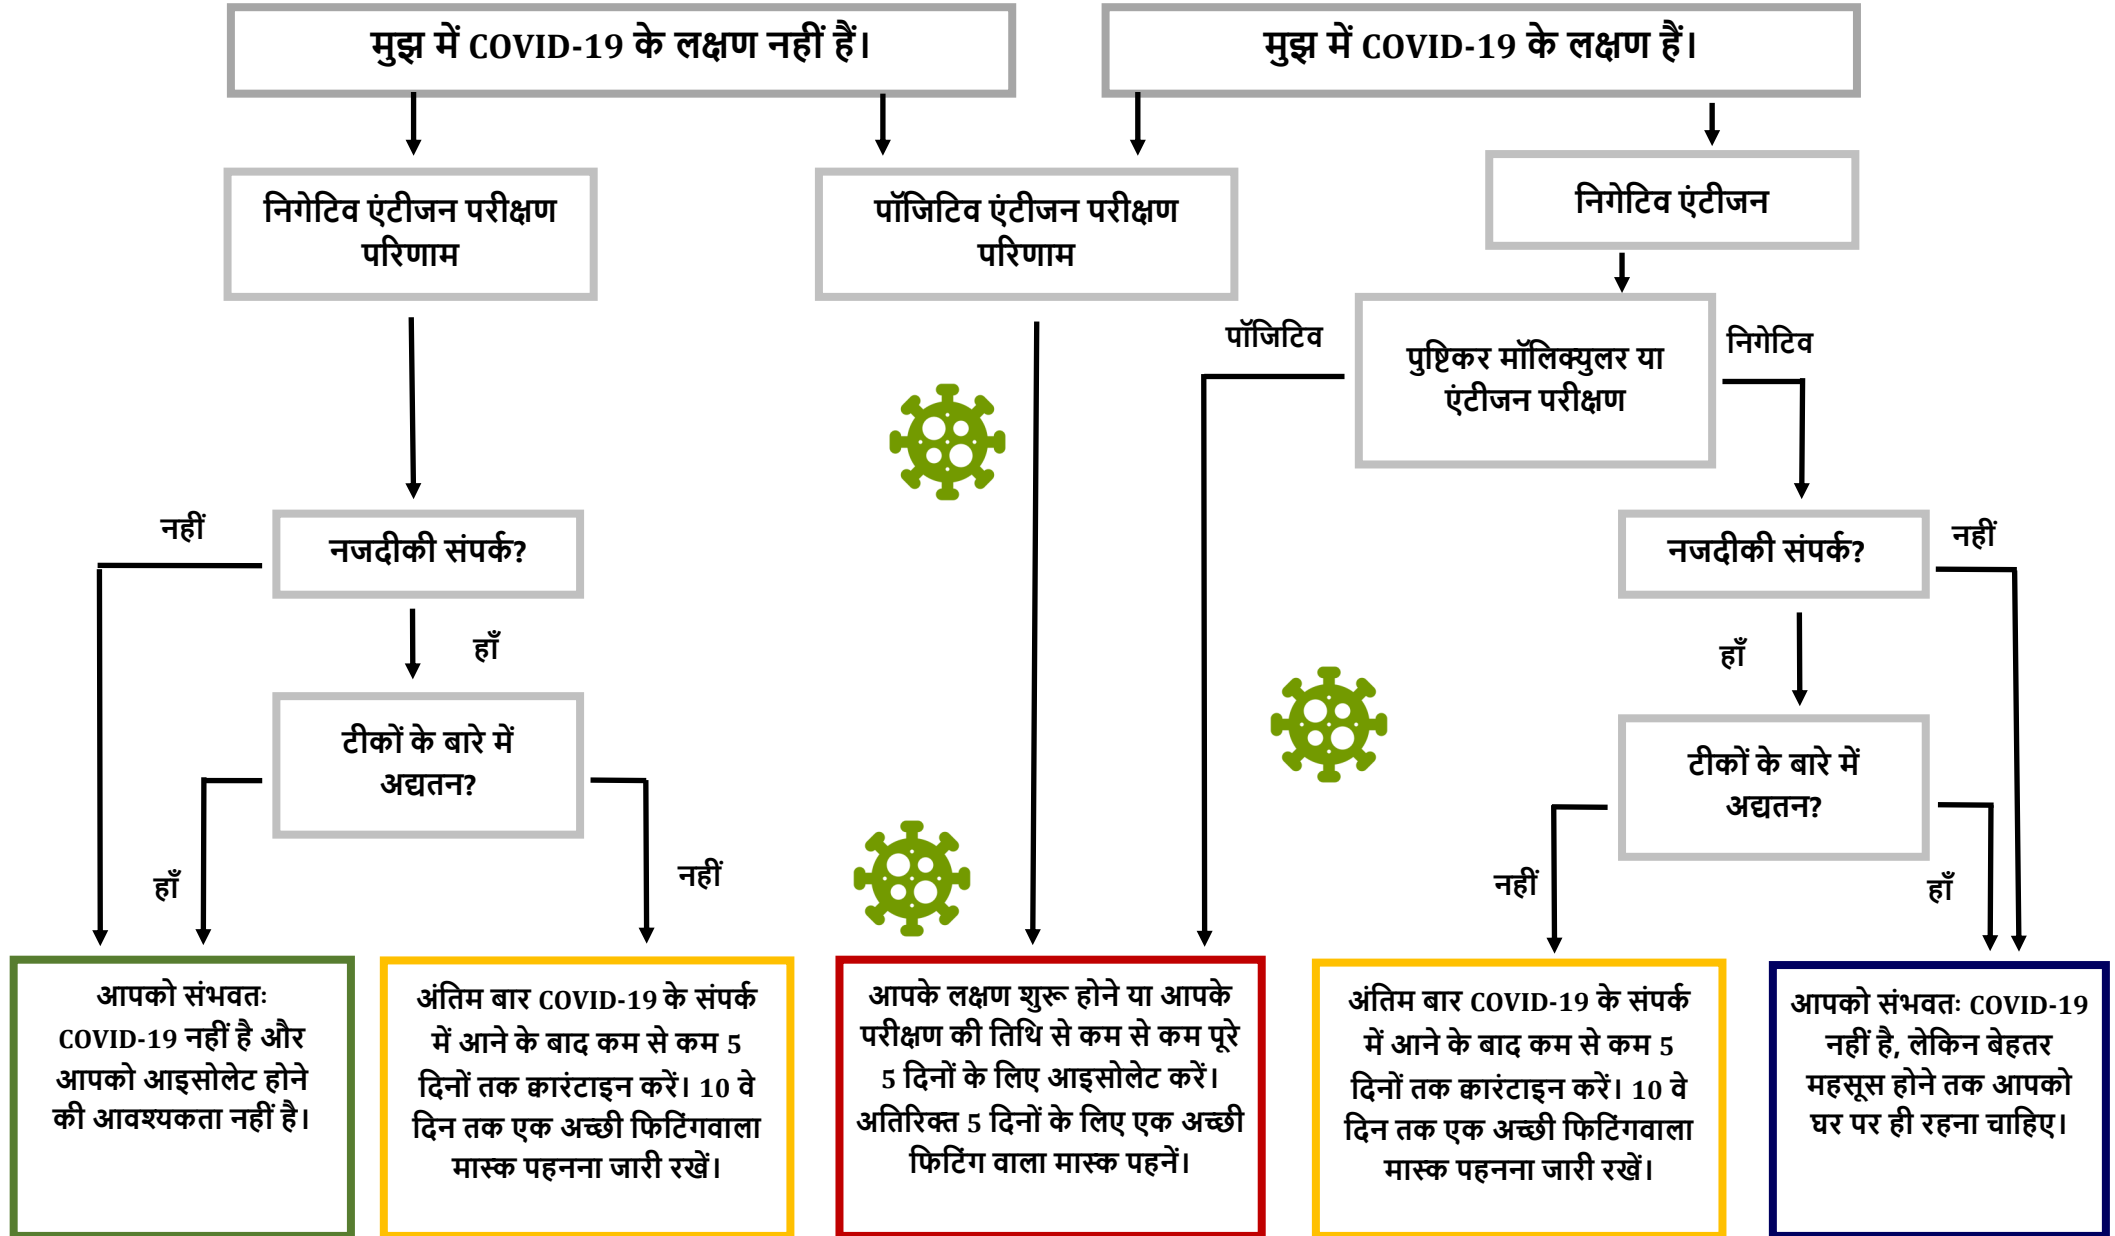 मुझ में COVID-19 के लक्षण नहीं हैं।
मुझ में COVID-19 के लक्षण हैं।
निगेटिव एंटीजन परीक्षण
परिणाम
पॉजिटिव एंटीजन परीक्षण
परिणाम
निगेटिव एंटीजन
पॉजिटिव
पुष्टिकर मॉलिक्युलर या
एंटीजन परीक्षण
निगेटिव
नहीं
नजदीकी संपर्क?
हाँ
टीकों के बारे में
अद्यतन?
हाँ
नहीं
नजदीकी संपर्क?
नहीं
हाँ
टीकों के बारे में
अद्यतन?
नहीं
हाँ
आपको संभवतः
COVID-19 नहीं है और
आपको आइसोलेट होने
की आवश्यकता नहीं है।
अंतिम बार COVID-19 के संपर्क
में आने के बाद कम से कम 5
दिनों तक क्वारंटाइन करें। 10 वे
दिन तक एक अच्छी फिटिंगवाला
मास्क पहनना जारी रखें।
आपके लक्षण शुरू होने या आपके
परीक्षण की तिथि से कम से कम पूरे
5 दिनों के लिए आइसोलेट करें।
अतिरिक्त 5 दिनों के लिए एक अच्छी
फिटिंग वाला मास्क पहनें।
अंतिम बार COVID-19 के संपर्क
में आने के बाद कम से कम 5
दिनों तक क्वारंटाइन करें। 10 वे
दिन तक एक अच्छी फिटिंगवाला
मास्क पहनना जारी रखें।
आपको संभवतः COVID-19
नहीं है, लेकिन बेहतर
महसूस होने तक आपको
घर पर ही रहना चाहिए।